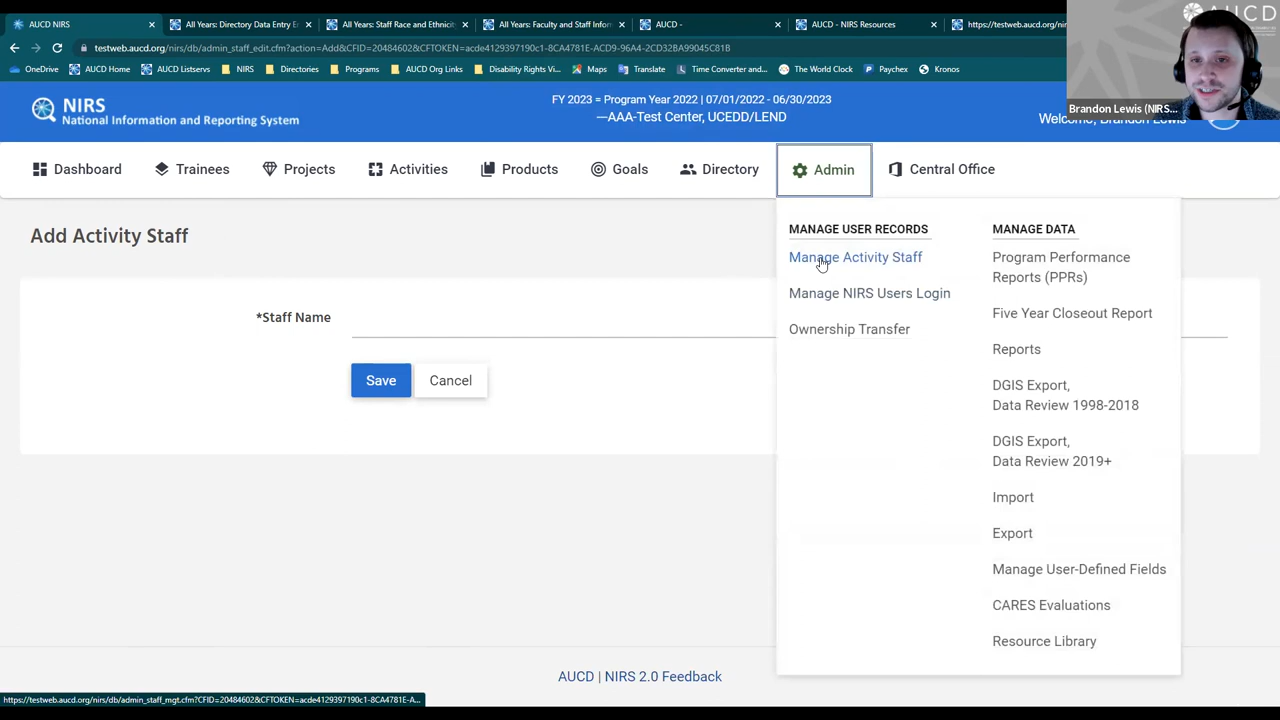 AUCD NIRS
All Years: Directory Data Entry E
All Years: Staff Race and Ethnicit
All Years: Faculty and Staff Infor
AUCD -
AUCD - NIRS Resources
https://testweb.aucd.org/nir
AUCD
testweb.aucd.org/nirs/db/admin_staff_edit.cfm?action=Add&CFID=20484602&CFTOKEN=acde4129397190c1-8CA4781E-ACD9-96A4-2CD32BA99045C81B
OneDrive
AUCD Home
AUCD Listservs
NIRS
Directories
Programs
AUCD Org Links
Disability Rights Vi...
Maps
Translate
Time Converter and...
The World Clock
Paychex
Kronos
Brandon Lewis (NIRS...
NIRS
National Information and Reporting System
FY 2023 = Program Year 2022 | 07/01/2022 - 06/30/2023
—AAA-Test Center, UCEDD/LEND
Welcome, Brandon Lewis
Dashboard
Trainees
Projects
Activities
Products
Goals
Directory
Admin
Central Office
MANAGE USER RECORDS
Manage Activity Staff
Manage NIRS Users Login
Ownership Transfer
MANAGE DATA
Program Performance
Reports (PPRs)
Five Year Closeout Report
Reports
DGIS Export,
Data Review 1998-2018
DGIS Export,
Data Review 2019+
Import
Export
Manage User-Defined Fields
CARES Evaluations
Resource Library
Add Activity Staff
*Staff Name
Save
Cancel
AUCD | NIRS 2.0 Feedback
https://testweb.aucd.org/nirs/db/admin_staff_mgt.cfm?CFID=20484602&CFTOKEN=acde4129397190c1-8CA4781E-A...